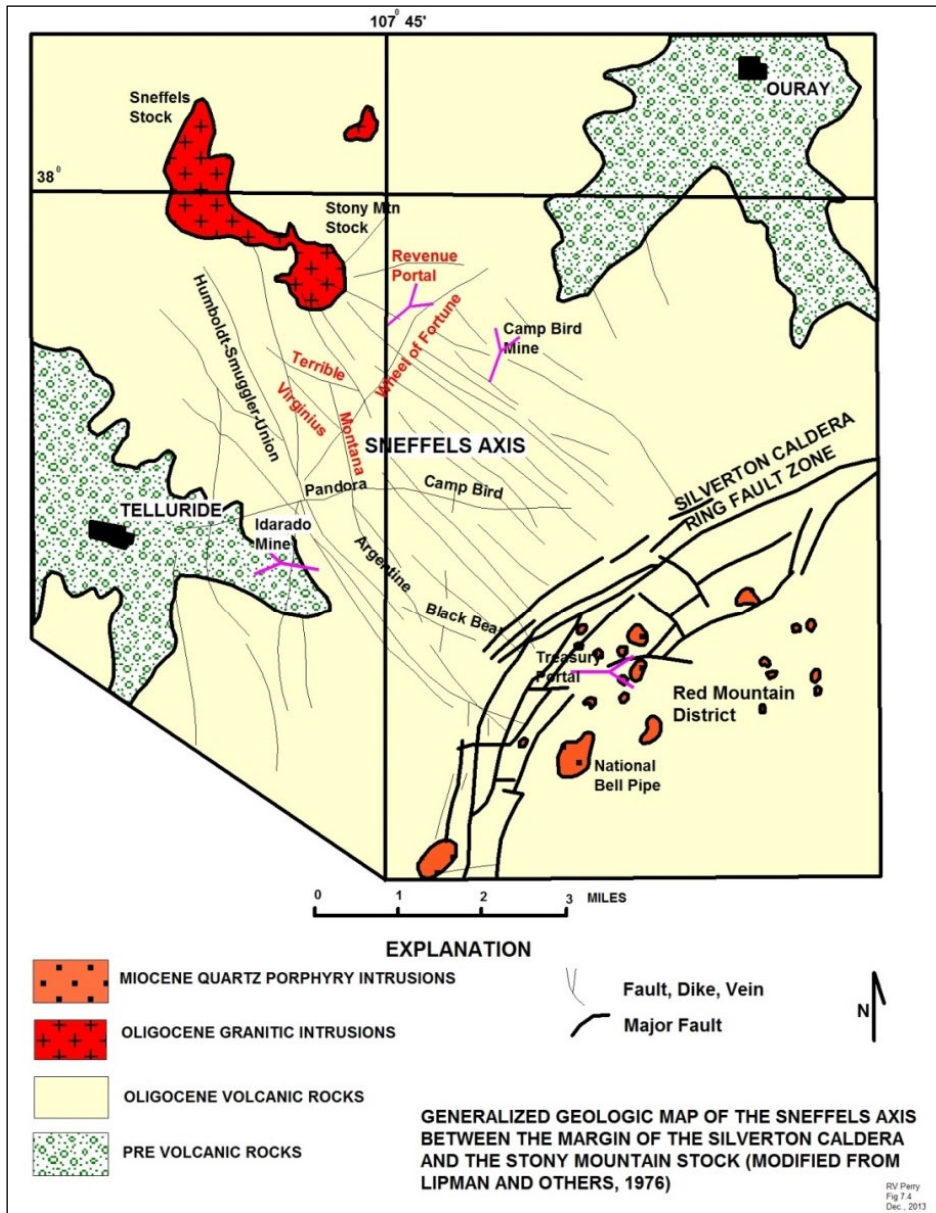 107° 45'
Sneffels
Stock
OURAY
38°
Stony Mtn
Stock
Revenue
Portal
Humboldt-Smuggler-Union
Wheel of Fortune
Camp Bird
Mine
Terrible
Virginius
Montana
SNEFFELS AXIS
SILVERTON CALDERA
RING FAULT ZONE
Pandora
Camp Bird
TELLURIDE
Idarado
Mine
Argentine
Black Bear
Treasury
Portal
Red Mountain
District
National
Bell Pipe
0 1 2 3 MILES
EXPLANATION
MIOCENE QUARTZ PORPHYRY INTRUSIONS
OLIGOCENE GRANITIC INTRUSIONS
OLIGOCENE VOLCANIC ROCKS
PRE VOLCANIC ROCKS
Fault, Dike, Vein
Major Fault
N
GENERALIZED GEOLOGIC MAP OF THE SNEFFELS AXIS
BETWEEN THE MARGIN OF THE SILVERTON CALDERA
AND THE STONY MOUNTAIN STOCK (MODIFIED FROM
LIPMAN AND OTHERS, 1976)
RV Perry
Fig 7.4
Dec., 2013